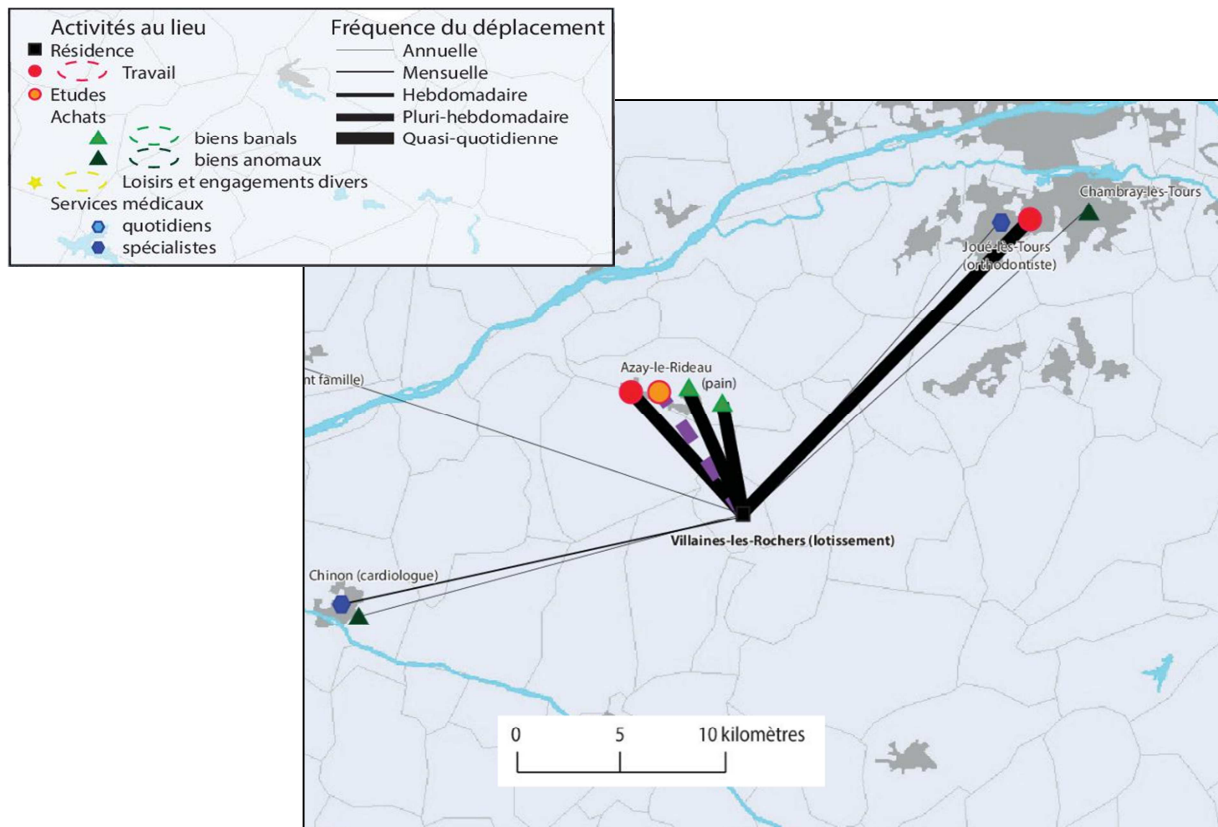 Activités au lieu
Résidence
Travail
Etudes
Achats
biens banals
biens anomaux
Loisirs et engagements divers
Services médicaux
quotidiens
spécialistes
Fréquence du déplacement
Annuelle
Mensuelle
Hebdomadaire
Pluri-hebdomadaire
Quasi-quotidienne
Chambray-lès-Tours
Joué-lès-Tours
(orthodontiste)
Azay-le-Rideau
(pain)
nt famille)
Villaines-les-Rochers (lotissement)
Chinon (cardiologue)
0 5 10 kilomètres